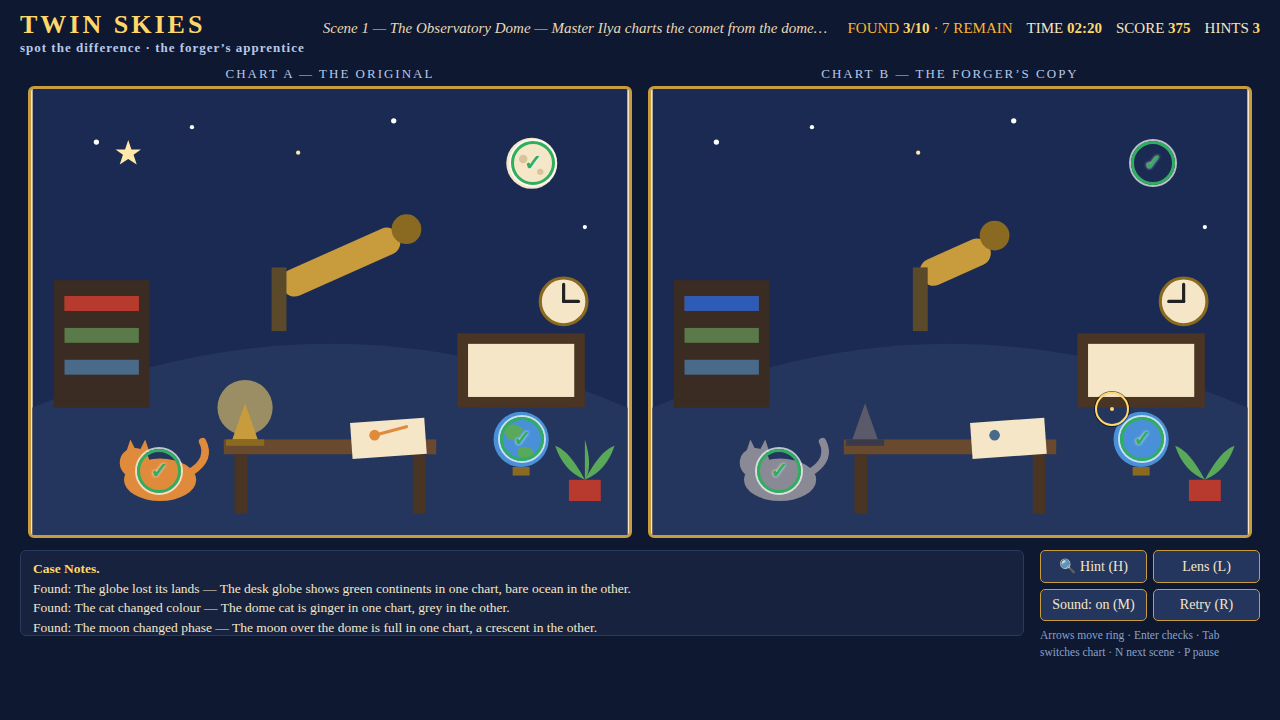 TWIN SKIES
spot the difference · the forger’s apprentice
Scene 1 — The Observatory Dome — Master Ilya charts the comet from the dome…
FOUND 3/10 · 7 REMAIN TIME 02:20 SCORE 375 HINTS 3
CHART A — THE ORIGINAL
CHART B — THE FORGER’S COPY
Case Notes.
Found: The globe lost its lands — The desk globe shows green continents in one chart, bare ocean in the other.
Found: The cat changed colour — The dome cat is ginger in one chart, grey in the other.
Found: The moon changed phase — The moon over the dome is full in one chart, a crescent in the other.
🔍 Hint (H)
Lens (L)
Sound: on (M)
Retry (R)
Arrows move ring · Enter checks · Tab
switches chart · N next scene · P pause